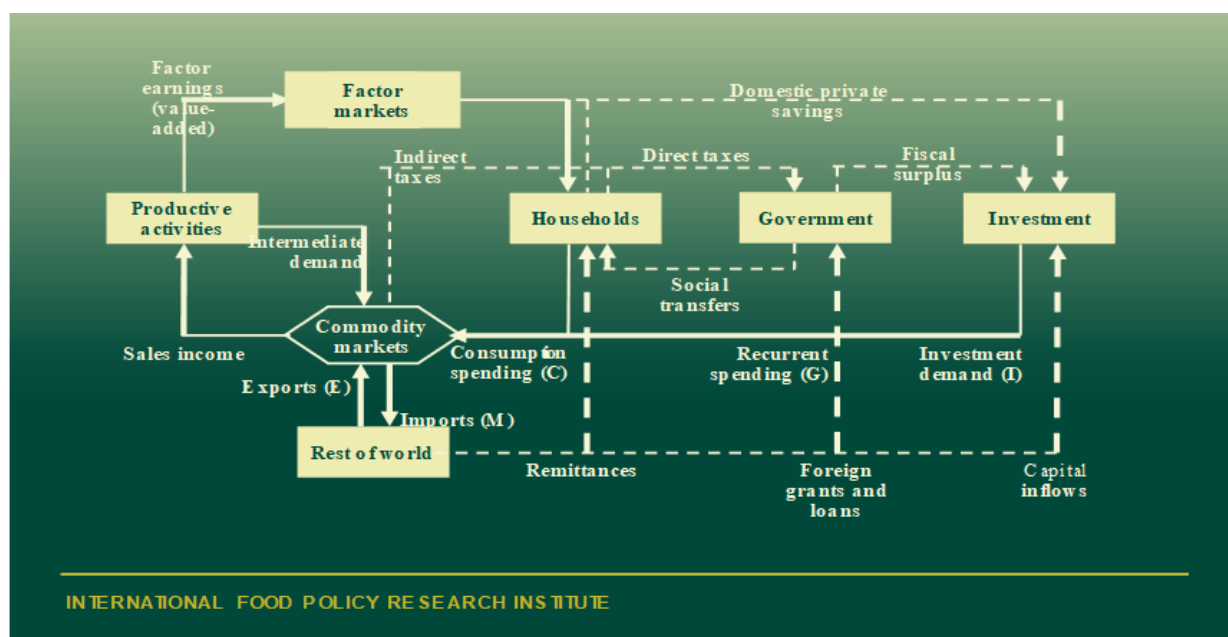 Factor
earnings
(value-
added)
Factor
markets
Domestic private
savings
Indirect
taxes
Direct taxes
Fiscal
surplus
Productive
activities
Households
Government
Investment
Intermediate
demand
Social
transfers
Commodity
markets
Sales income
Consumption
spending (C)
Recurrent
spending (G)
Investment
demand (I)
Exports (E)
Imports (M)
Rest of world
Remittances
Foreign
grants and
loans
Capital
inflows
INTERNATIONAL FOOD POLICY RESEARCH INSTITUTE